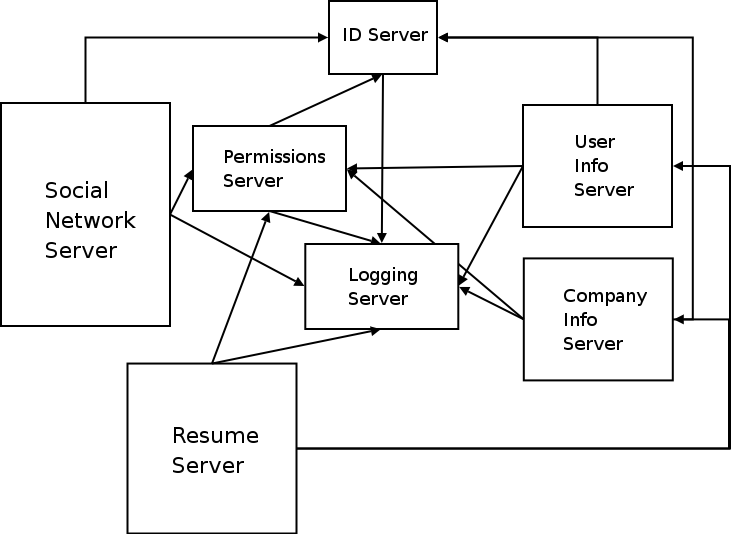 ID Server
Permissions
Server
User
Info
Server
Social
Network
Server
Logging
Server
Company
Info
Server
Resume
Server